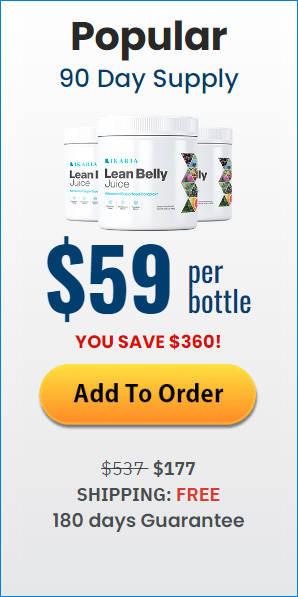 Popular
90 Day Supply
IKARIA
Lean Belly
Juice
$59 per bottle
YOU SAVE $360!
Add To Order
$537 $177
SHIPPING: FREE
180 days Guarantee